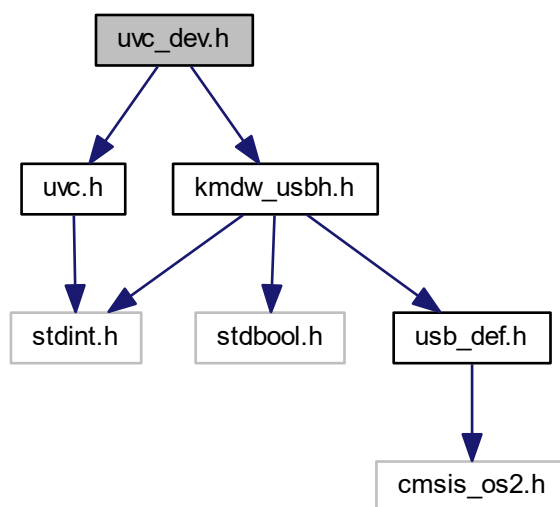 uvc_dev.h
uvc.h
kmdw_usbh.h
stdint.h
stdbool.h
usb_def.h
cmsis_os2.h